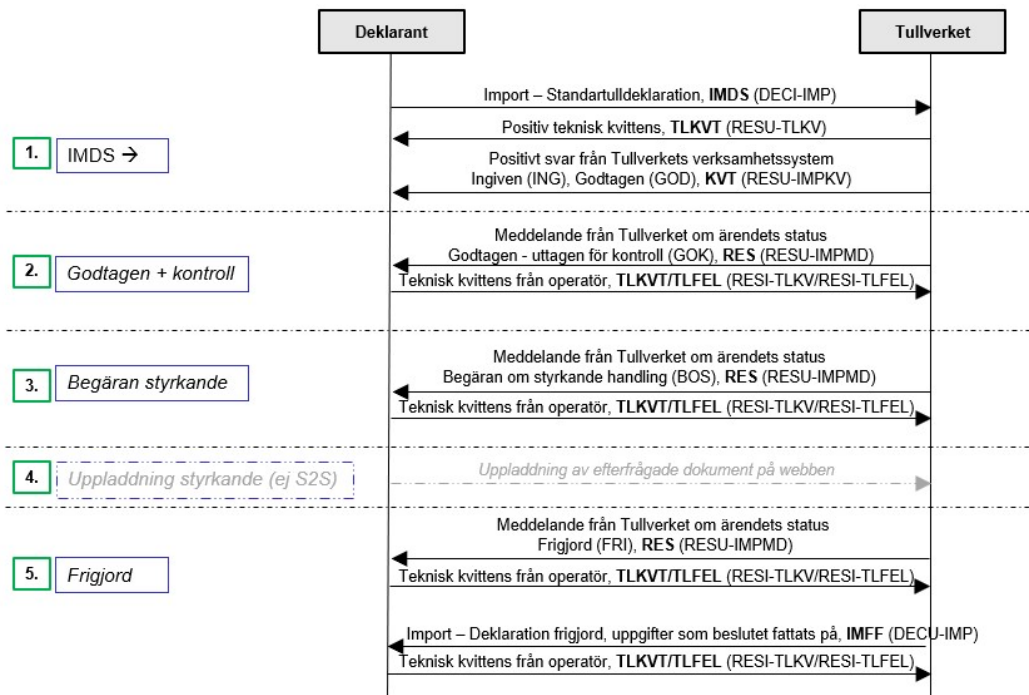 Deklarant
Tullverket
Import – Standartulldeklaration, IMDS (DECI-IMP)
Positiv teknisk kvittens, TLKVT (RESU-TLKV)
1.
IMDS →
Positivt svar från Tullverkets verksamhetssystem
Ingiven (ING), Godtagen (GOD), KVT (RESU-IMPKV)
2.
Godtagen + kontroll
Meddelande från Tullverket om ärendets status
Godtagen - uttagen för kontroll (GOK), RES (RESU-IMPMD)
Teknisk kvittens från operatör, TLKVT/TLFEL (RESI-TLKV/RESI-TLFEL)
3.
Begäran styrkande
Meddelande från Tullverket om ärendets status
Begäran om styrkande handling (BOS), RES (RESU-IMPMD)
Teknisk kvittens från operatör, TLKVT/TLFEL (RESI-TLKV/RESI-TLFEL)
4.
Uppladdning styrkande (ej S2S)
Uppladdning av efterfrågade dokument på webben
5.
Frigjord
Meddelande från Tullverket om ärendets status
Frigjord (FRI), RES (RESU-IMPMD)
Teknisk kvittens från operatör, TLKVT/TLFEL (RESI-TLKV/RESI-TLFEL)
Import – Deklaration frigjord, uppgifter som beslutet fattats på, IMFF (DECU-IMP)
Teknisk kvittens från operatör, TLKVT/TLFEL (RESI-TLKV/RESI-TLFEL)